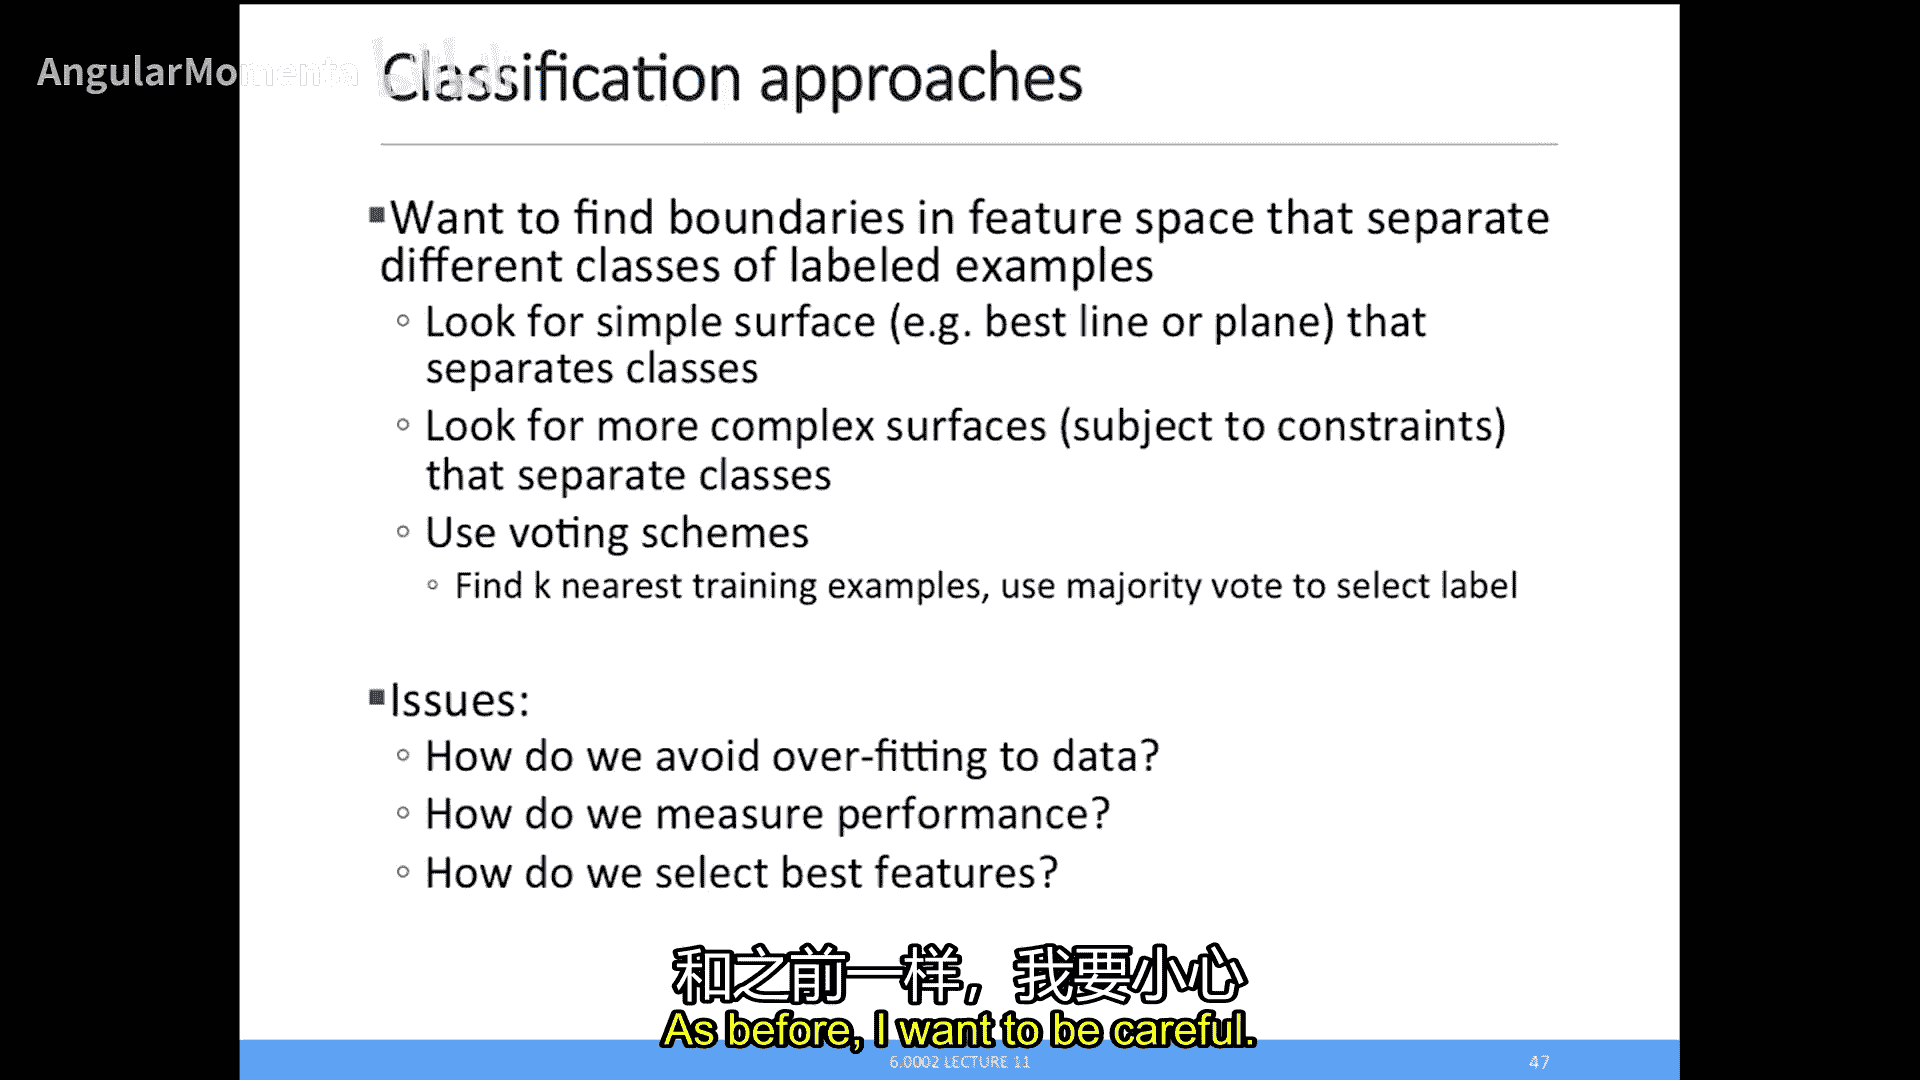 AngularMomenta
Classification approaches
▪Want to find boundaries in feature space that separate
different classes of labeled examples
◦ Look for simple surface (e.g. best line or plane) that
separates classes
◦ Look for more complex surfaces (subject to constraints)
that separate classes
◦ Use voting schemes
◦ Find k nearest training examples, use majority vote to select label
▪Issues:
◦ How do we avoid over-fitting to data?
◦ How do we measure performance?
◦ How do we select best features?
和之前一样，我要小心
As before, I want to be careful.
6.0002 LECTURE 11
47